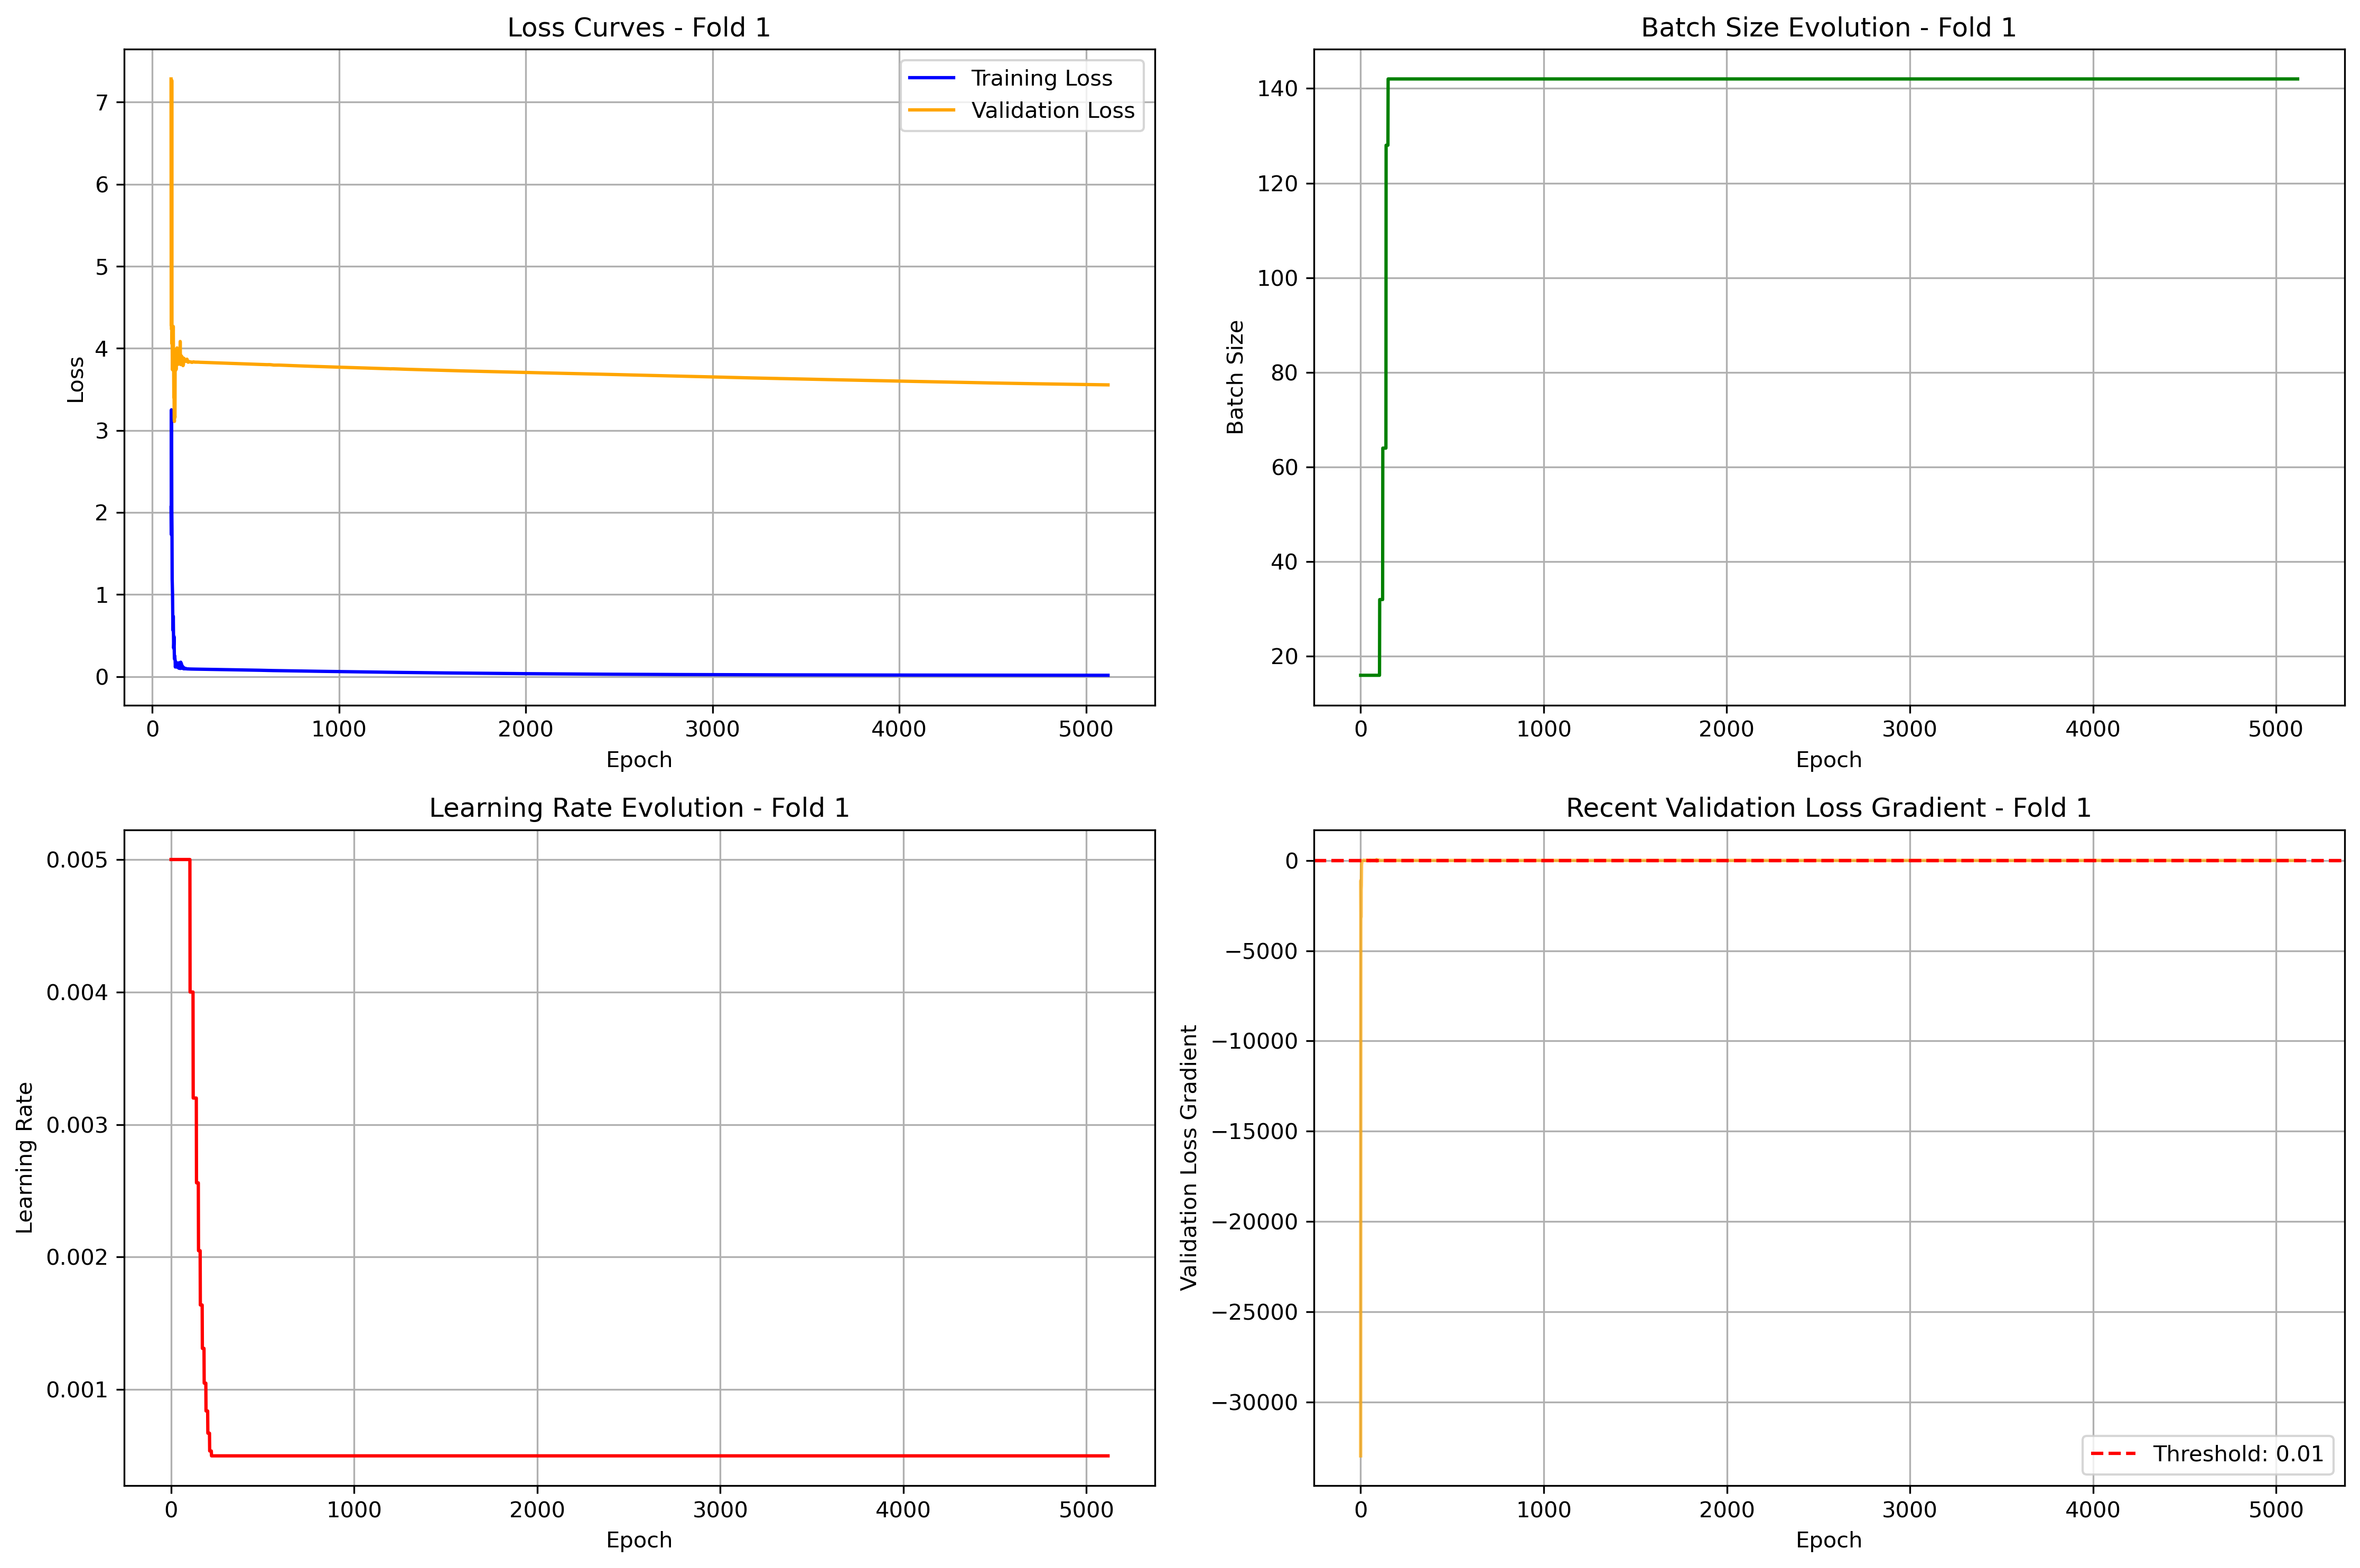 Loss Curves - Fold 1
Training Loss
Validation Loss
7
6
5
4
3
2
1
0
Loss
0 1000 2000 3000 4000 5000
Epoch
Batch Size Evolution - Fold 1
140
120
100
80
60
40
20
Batch Size
0 1000 2000 3000 4000 5000
Epoch
Learning Rate Evolution - Fold 1
0.005
0.004
0.003
0.002
0.001
Learning Rate
0 1000 2000 3000 4000 5000
Epoch
Recent Validation Loss Gradient - Fold 1
0
−5000
−10000
−15000
−20000
−25000
−30000
Validation Loss Gradient
Threshold: 0.01
0 1000 2000 3000 4000 5000
Epoch